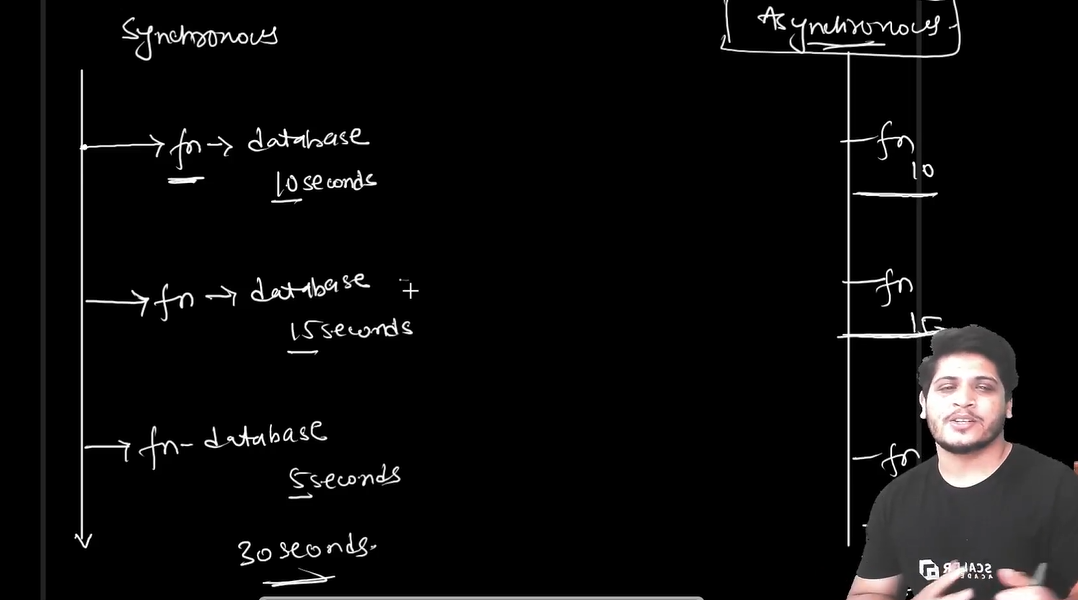 Synchronous
Asynchronous
fn → database
10 seconds
fn → database
15 seconds
fn - database
5 seconds
30 seconds.
fn
10
fn
15
fn
SCALER
ACADEMY